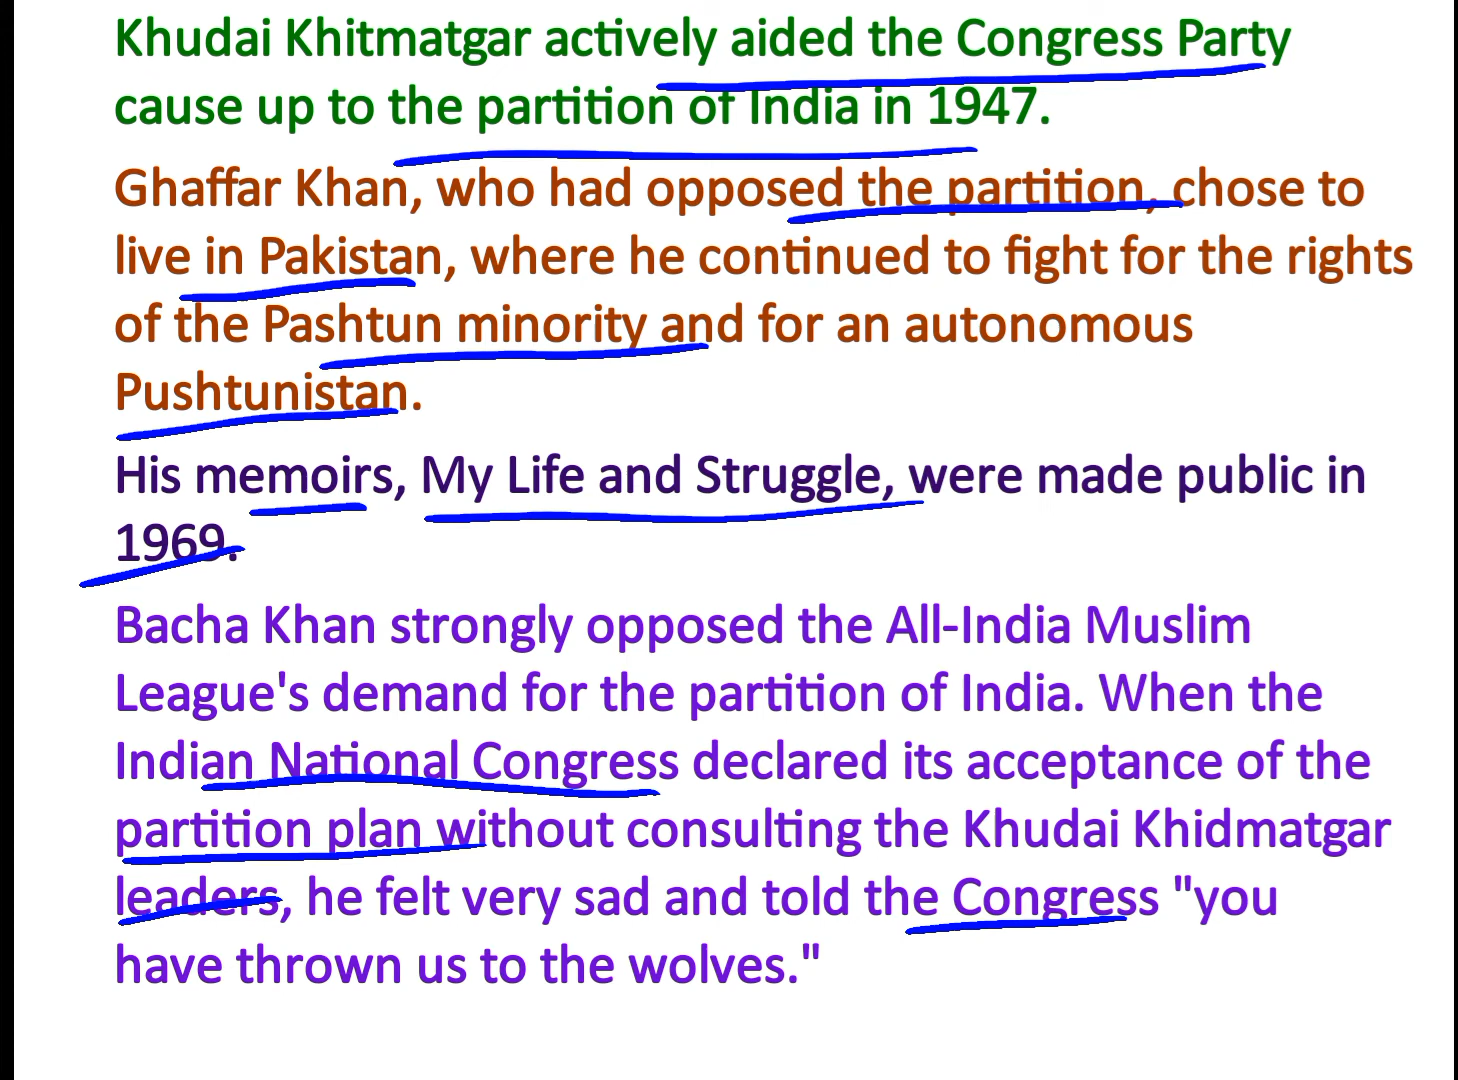 Khudai Khitmatgar actively aided the Congress Party
cause up to the partition of India in 1947.
Ghaffar Khan, who had opposed the partition, chose to
live in Pakistan, where he continued to fight for the rights
of the Pashtun minority and for an autonomous
Pushtunistan.
His memoirs, My Life and Struggle, were made public in
1969.
Bacha Khan strongly opposed the All-India Muslim
League's demand for the partition of India. When the
Indian National Congress declared its acceptance of the
partition plan without consulting the Khudai Khidmatgar
leaders, he felt very sad and told the Congress "you
have thrown us to the wolves."